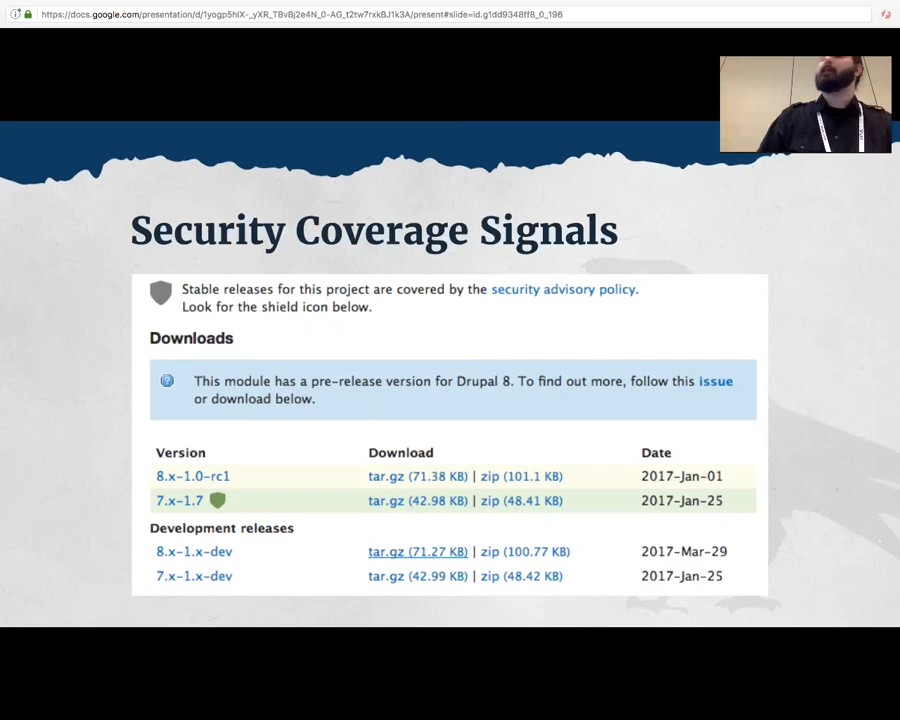 https://docs.google.com/presentation/d/1yogp5hlX-_yXR_TBvBj2e4N_0-AG_t2tw7rxkBJ1k3A/present#slide=id.g1dd9348ff8_0_196
Security Coverage Signals
Stable releases for this project are covered by the security advisory policy.
Look for the shield icon below.
Downloads
This module has a pre-release version for Drupal 8. To find out more, follow this issue
or download below.
Version Download Date
8.x-1.0-rc1 tar.gz (71.38 KB) | zip (101.1 KB) 2017-Jan-01
7.x-1.7 tar.gz (42.98 KB) | zip (48.41 KB) 2017-Jan-25
Development releases
8.x-1.x-dev tar.gz (71.27 KB) | zip (100.77 KB) 2017-Mar-29
7.x-1.x-dev tar.gz (42.99 KB) | zip (48.42 KB) 2017-Jan-25